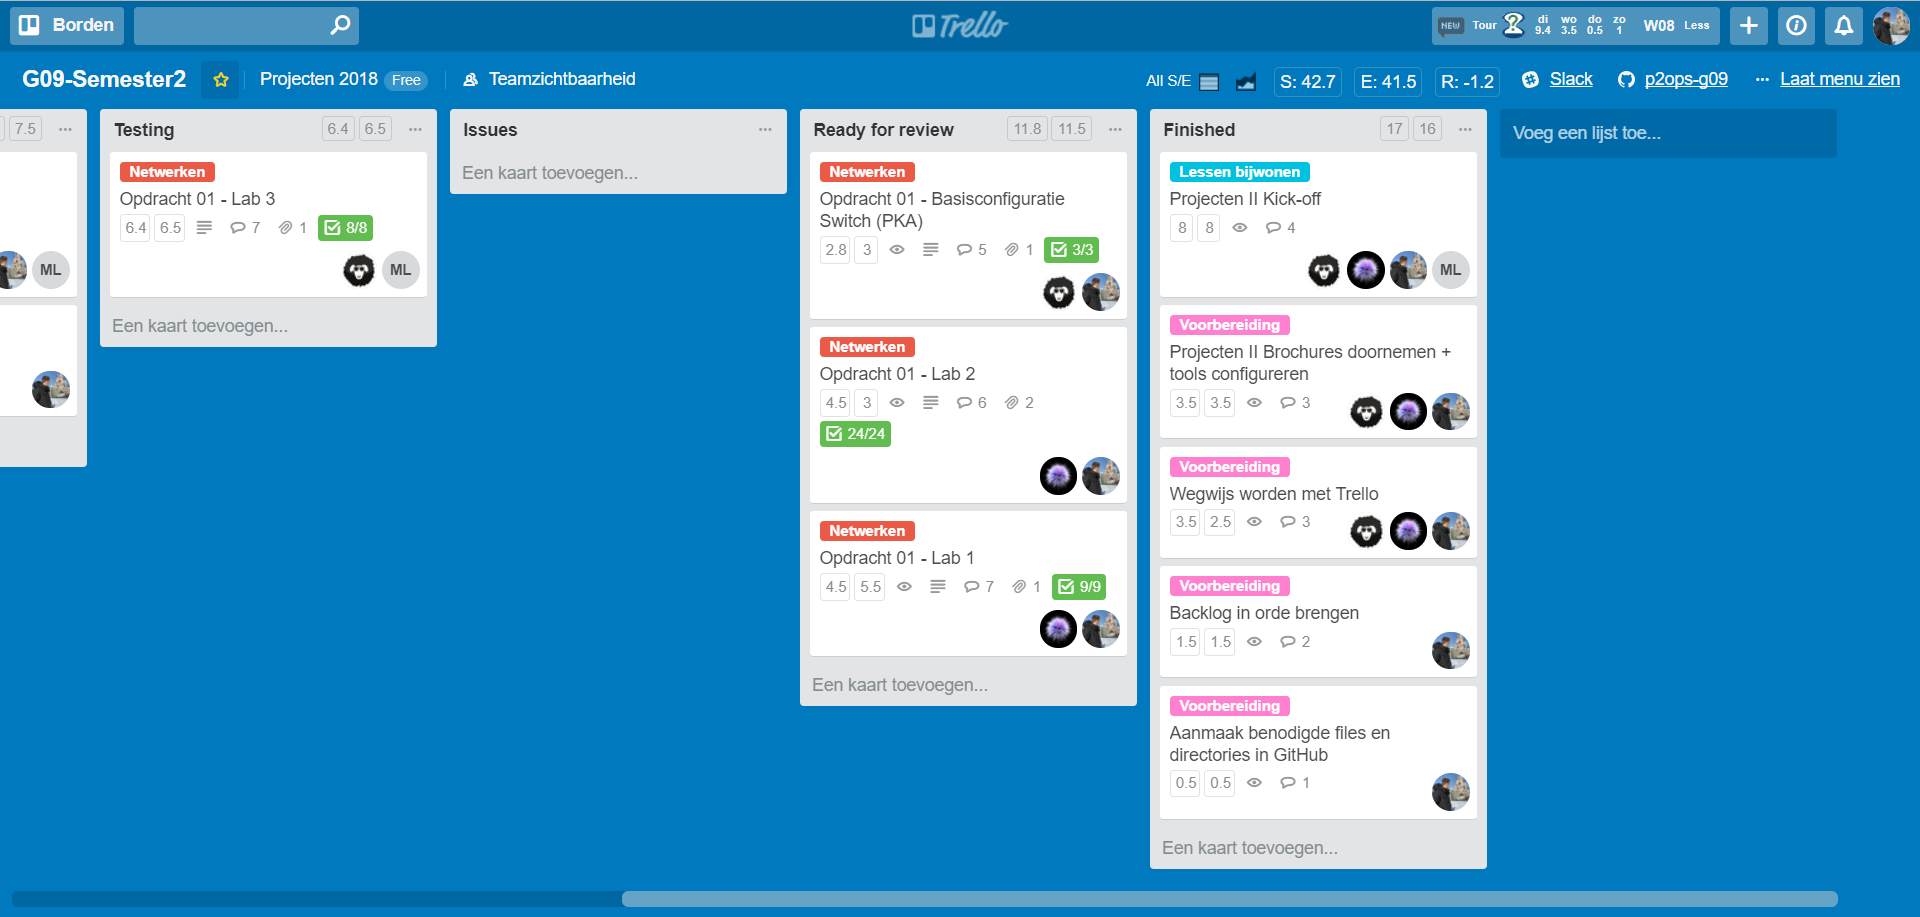 Borden
Trello
NEW Tour
di 9.4
wo 3.5
do 0.5
zo 1
W08 Less
G09-Semester2
Projecten 2018 Free
Teamzichtbaarheid
All S/E
S: 42.7
E: 41.5
R: -1.2
Slack
p2ops-g09
... Laat menu zien
7.5
ML
Testing 6.4 6.5
Netwerken
Opdracht 01 - Lab 3
6.4 6.5 7 1 8/8
ML
Een kaart toevoegen...
Issues
Een kaart toevoegen...
Ready for review 11.8 11.5
Netwerken
Opdracht 01 - Basisconfiguratie
Switch (PKA)
2.8 3 5 1 3/3
Netwerken
Opdracht 01 - Lab 2
4.5 3 6 2
24/24
Netwerken
Opdracht 01 - Lab 1
4.5 5.5 7 1 9/9
Een kaart toevoegen...
Finished 17 16
Lessen bijwonen
Projecten II Kick-off
8 8 4
ML
Voorbereiding
Projecten II Brochures doornemen +
tools configureren
3.5 3.5 3
Voorbereiding
Wegwijs worden met Trello
3.5 2.5 3
Voorbereiding
Backlog in orde brengen
1.5 1.5 2
Voorbereiding
Aanmaak benodigde files en
directories in GitHub
0.5 0.5 1
Een kaart toevoegen...
Voeg een lijst toe...